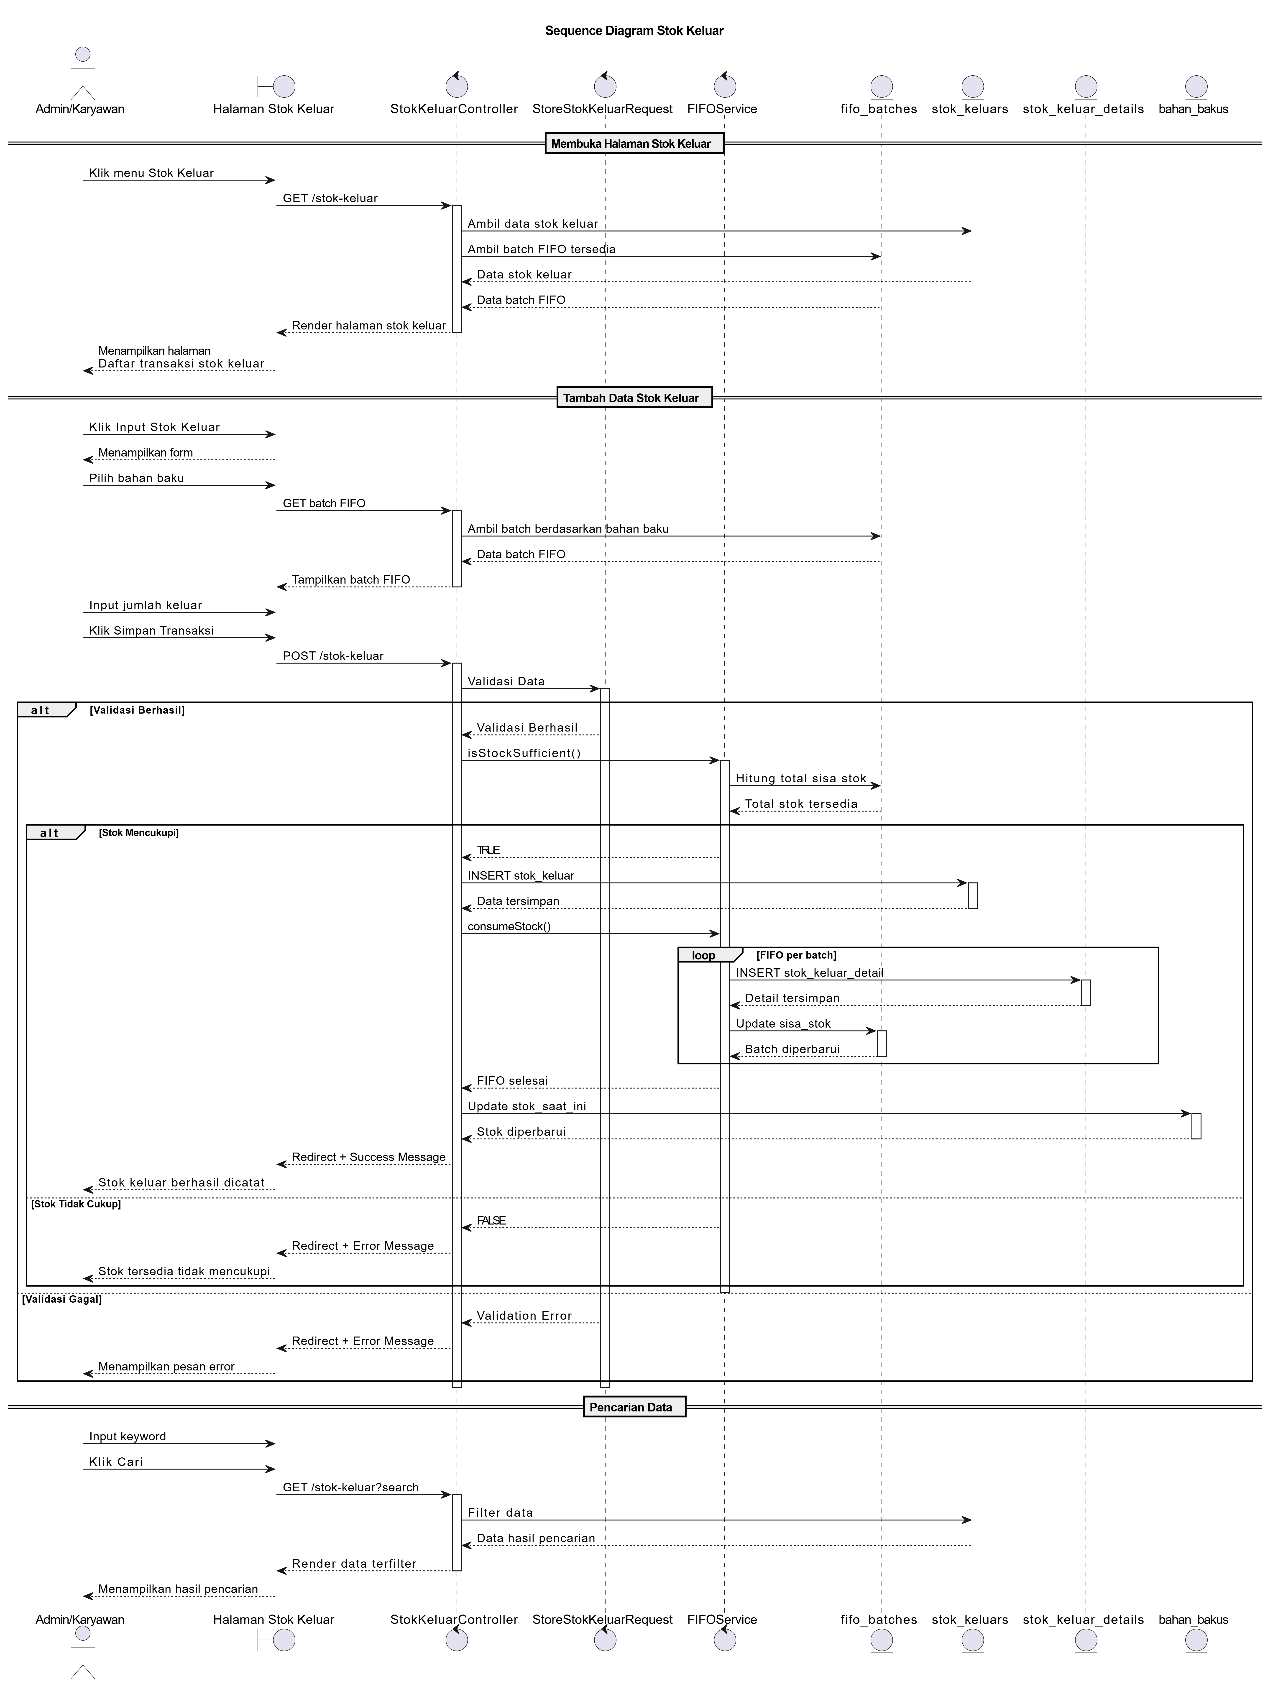 Sequence Diagram Stok Keluar
Admin/Karyawan
Halaman Stok Keluar
StokKeluarController
StoreStokKeluarRequest
FIFOService
fifo_batches
stok_keluars
stok_keluar_details
bahan_bakus
Membuka Halaman Stok Keluar
Klik menu Stok Keluar
GET /stok-keluar
Ambil data stok keluar
Ambil batch FIFO tersedia
Data stok keluar
Data batch FIFO
Render halaman stok keluar
Menampilkan halaman
Daftar transaksi stok keluar
Tambah Data Stok Keluar
Klik Input Stok Keluar
Menampilkan form
Pilih bahan baku
GET batch FIFO
Ambil batch berdasarkan bahan baku
Data batch FIFO
Tampilkan batch FIFO
Input jumlah keluar
Klik Simpan Transaksi
POST /stok-keluar
Validasi Data
alt [Validasi Berhasil]
Validasi Berhasil
isStockSufficient()
Hitung total sisa stok
Total stok tersedia
alt [Stok Mencukupi]
TRUE
INSERT stok_keluar
Data tersimpan
consumeStock()
loop [FIFO per batch]
INSERT stok_keluar_detail
Detail tersimpan
Update sisa_stok
Batch diperbarui
FIFO selesai
Update stok_saat_ini
Stok diperbarui
Redirect + Success Message
Stok keluar berhasil dicatat
[Stok Tidak Cukup]
FALSE
Redirect + Error Message
Stok tersedia tidak mencukupi
[Validasi Gagal]
Validation Error
Redirect + Error Message
Menampilkan pesan error
Pencarian Data
Input keyword
Klik Cari
GET /stok-keluar?search
Filter data
Data hasil pencarian
Render data terfilter
Menampilkan hasil pencarian
Admin/Karyawan
Halaman Stok Keluar
StokKeluarController
StoreStokKeluarRequest
FIFOService
fifo_batches
stok_keluars
stok_keluar_details
bahan_bakus